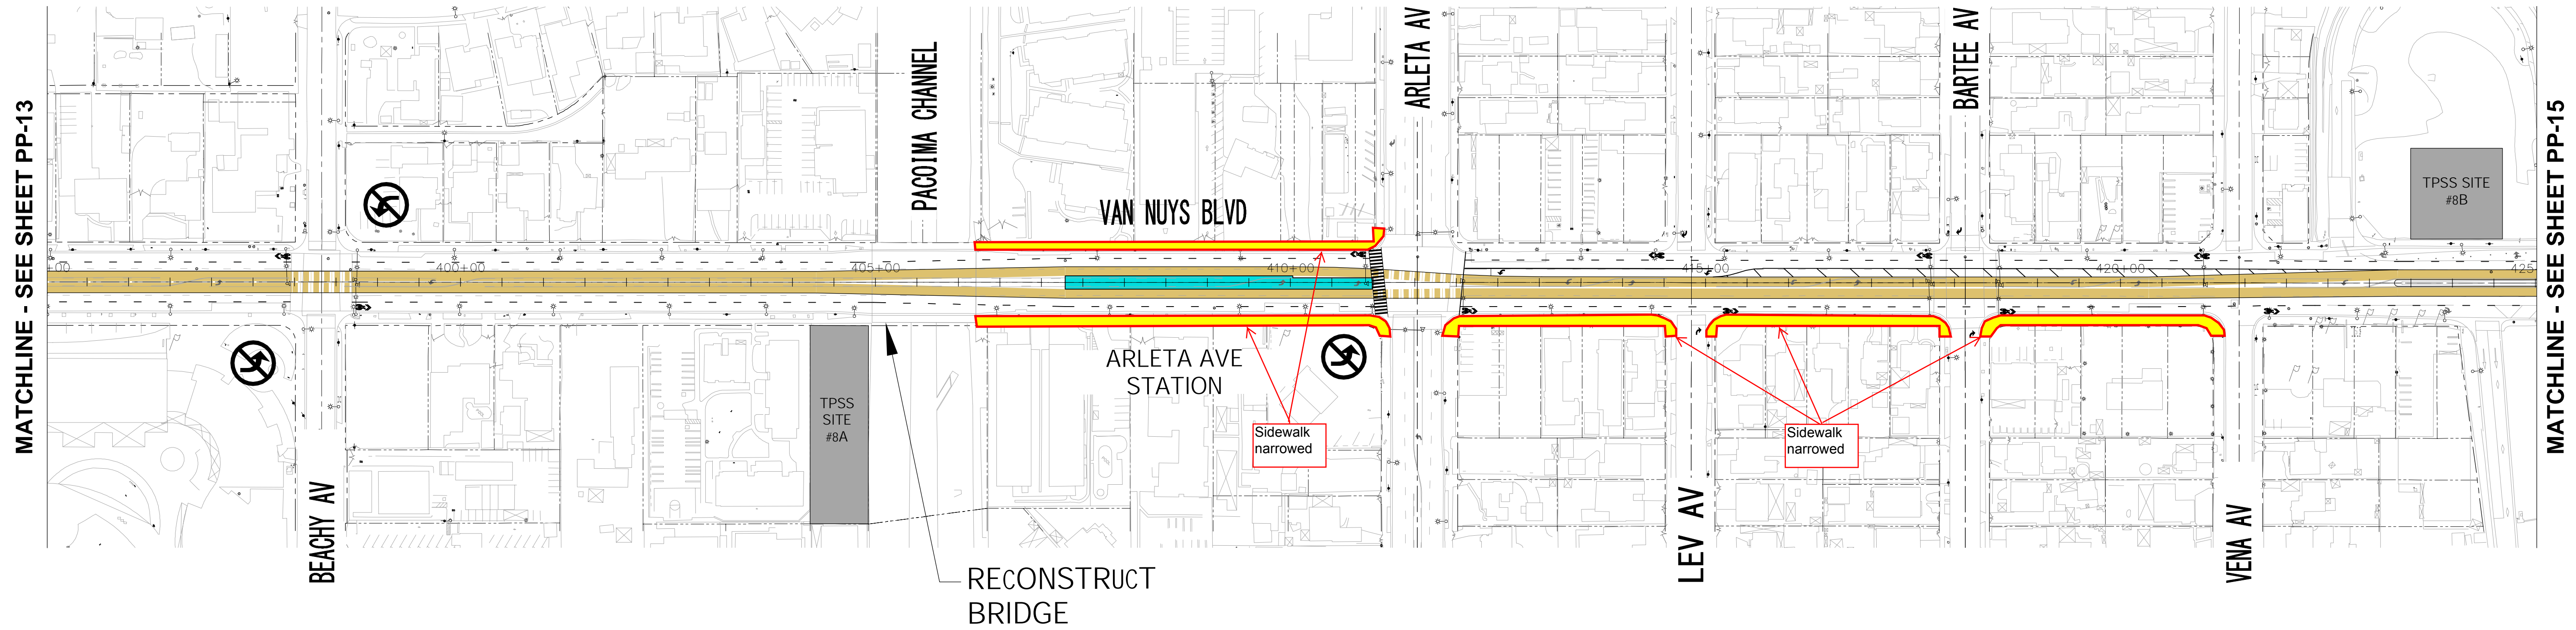 MATCHLINE - SEE SHEET PP-13
BEACHY AV
PACOIMA CHANNEL
VAN NUYS BLVD
ARLETA AV
BARTEE AV
TPSS SITE
#8B
MATCHLINE - SEE SHEET PP-15
+00
400+00
405+00
410+00
415+00
420+00
425
TPSS
SITE
#8A
ARLETA AVE
STATION
Sidewalk
narrowed
Sidewalk
narrowed
LEV AV
VENA AV
RECONSTRUCT
BRIDGE